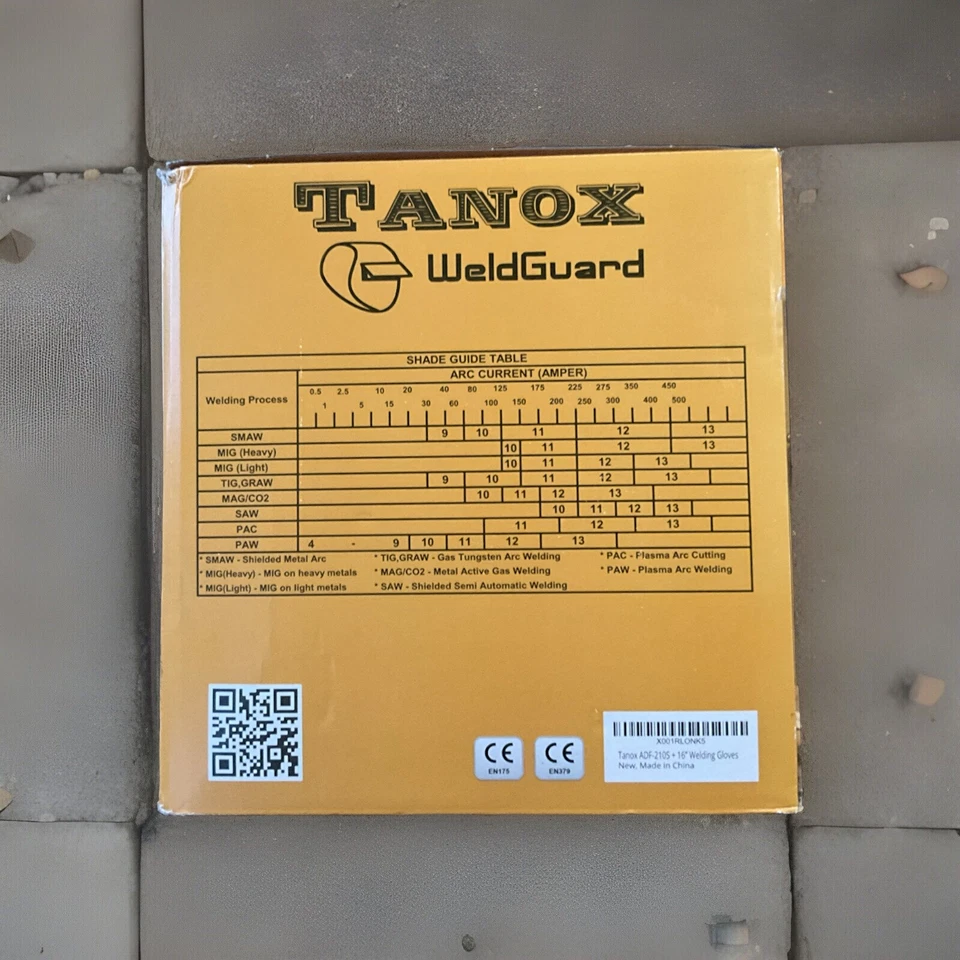 TANOX
WeldGuard
SHADE GUIDE TABLE
ARC CURRENT (AMPER)
Welding Process
0.5 2.5 10 20 40 80 125 175 225 275 350 450
1 5 15 30 60 100 150 200 250 300 400 500
SMAW 9 10 11 12 13
MIG (Heavy) 10 11 12 13
MIG (Light) 10 11 12 13
TIG,GRAW 9 10 11 12 13
MAG/CO2 10 11 12 13
SAW 10 11 12 13
PAC 11 12 13
PAW 4 - 9 10 11 12 13
* SMAW - Shielded Metal Arc * TIG,GRAW - Gas Tungsten Arc Welding * PAC - Plasma Arc Cutting
* MIG(Heavy) - MIG on heavy metals * MAG/CO2 - Metal Active Gas Welding * PAW - Plasma Arc Welding
* MIG(Light) - MIG on light metals * SAW - Shielded Semi Automatic Welding
CE EN175
CE EN379
X001RLONK5
Tanox ADF-210S + 16" Welding Gloves
New, Made in China